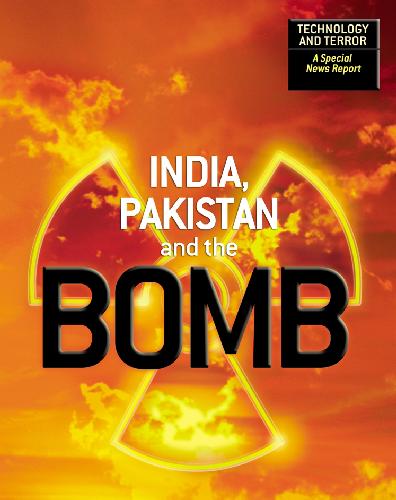 TECHNOLOGY
AND TERROR
A Special
News Report
INDIA,
PAKISTAN
and the
BOMB